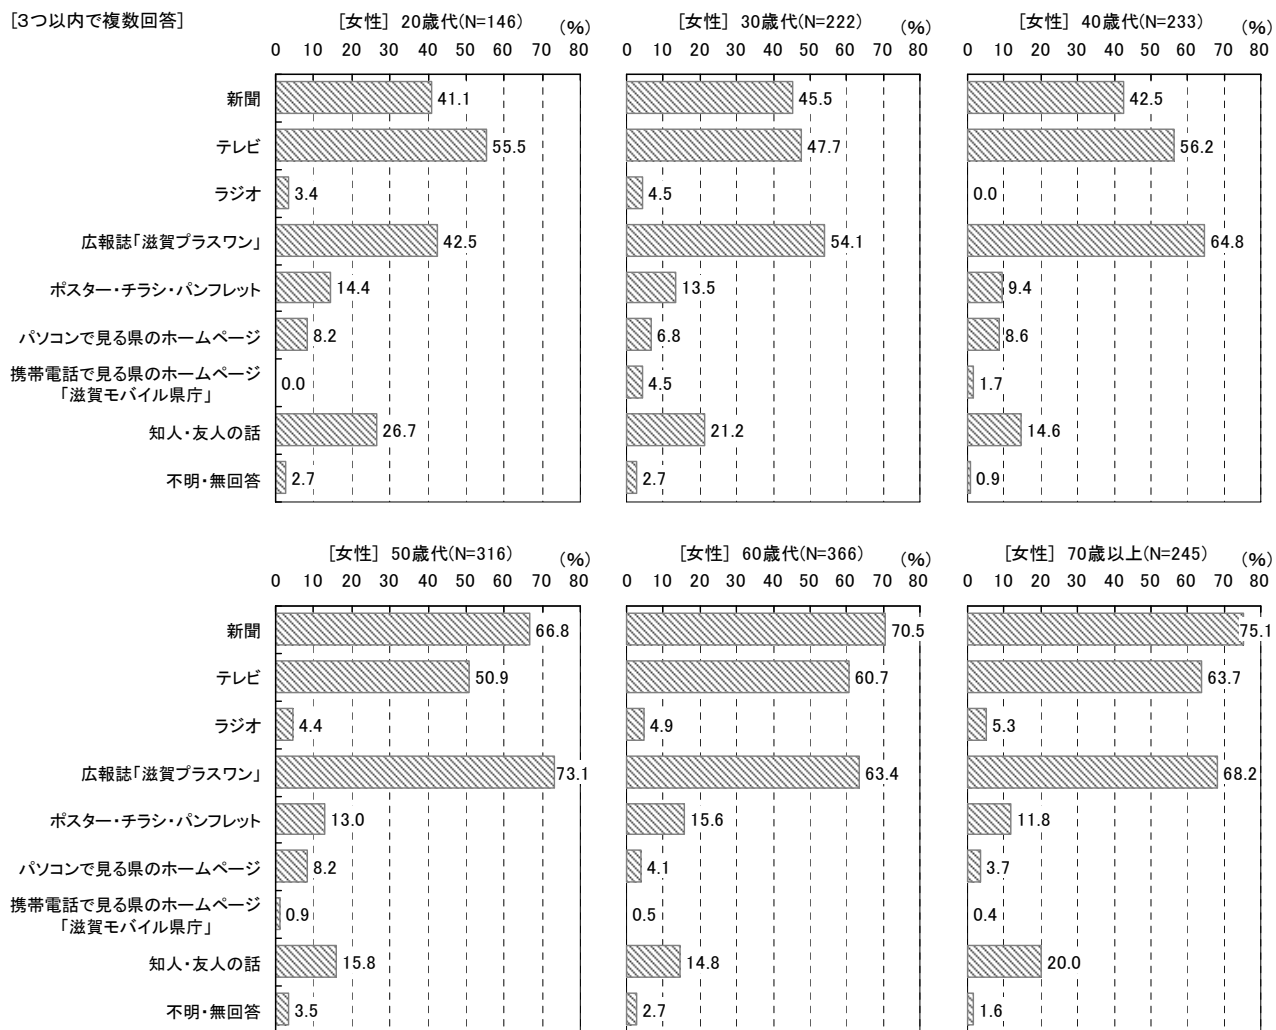 [3つ以内で複数回答]
[女性] 20歳代(N=146) (%)
0 10 20 30 40 50 60 70 80
[女性] 30歳代(N=222) (%)
0 10 20 30 40 50 60 70 80
[女性] 40歳代(N=233) (%)
0 10 20 30 40 50 60 70 80
新聞 41.1 45.5 42.5
テレビ 55.5 47.7 56.2
ラジオ 3.4 4.5 0.0
広報誌「滋賀プラスワン」 42.5 54.1 64.8
ポスター・チラシ・パンフレット 14.4 13.5 9.4
パソコンで見る県のホームページ 8.2 6.8 8.6
携帯電話で見る県のホームページ
「滋賀モバイル県庁」 0.0 4.5 1.7
知人・友人の話 26.7 21.2 14.6
不明・無回答 2.7 2.7 0.9
[女性] 50歳代(N=316) (%)
0 10 20 30 40 50 60 70 80
[女性] 60歳代(N=366) (%)
0 10 20 30 40 50 60 70 80
[女性] 70歳以上(N=245) (%)
0 10 20 30 40 50 60 70 80
新聞 66.8 70.5 75.1
テレビ 50.9 60.7 63.7
ラジオ 4.4 4.9 5.3
広報誌「滋賀プラスワン」 73.1 63.4 68.2
ポスター・チラシ・パンフレット 13.0 15.6 11.8
パソコンで見る県のホームページ 8.2 4.1 3.7
携帯電話で見る県のホームページ
「滋賀モバイル県庁」 0.9 0.5 0.4
知人・友人の話 15.8 14.8 20.0
不明・無回答 3.5 2.7 1.6